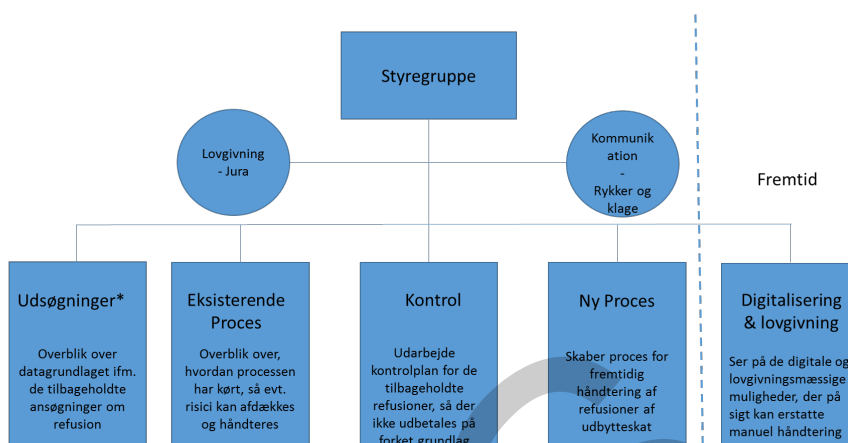 Styregruppe
Lovgivning
- Jura
Kommunik
ation
-
Rykker og
klage
Fremtid
Udsøgninger*
Overblik over
datagrundlaget ifm.
de tilbageholdte
ansøgninger om
refusion
Eksisterende
Proces
Overblik over,
hvordan processen
har kørt, så evt.
risici kan afdækkes
og håndteres
Kontrol
Udarbejde
kontrolplan for de
tilbageholdte
refusioner, så der
ikke udbetales på
forket grundlag
Ny Proces
Skaber proces for
fremtidig
håndtering af
refusioner af
udbytteskat
Digitalisering
& lovgivning
Ser på de digitale og
lovgivningsmæssige
muligheder, der på
sigt kan erstatte
manuel håndtering